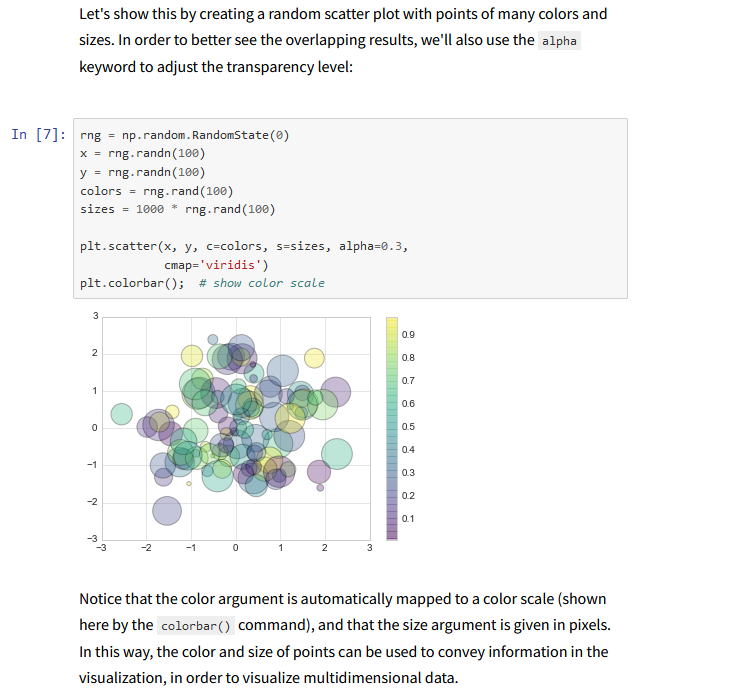 Let's show this by creating a random scatter plot with points of many colors and
sizes. In order to better see the overlapping results, we'll also use the alpha
keyword to adjust the transparency level:
In [7]:
rng = np.random.RandomState(0)
x = rng.randn(100)
y = rng.randn(100)
colors = rng.rand(100)
sizes = 1000 * rng.rand(100)
plt.scatter(x, y, c=colors, s=sizes, alpha=0.3,
            cmap='viridis')
plt.colorbar();  # show color scale
3
2
1
0
−1
−2
−3
−3 −2 −1 0 1 2 3
0.9
0.8
0.7
0.6
0.5
0.4
0.3
0.2
0.1
Notice that the color argument is automatically mapped to a color scale (shown
here by the colorbar() command), and that the size argument is given in pixels.
In this way, the color and size of points can be used to convey information in the
visualization, in order to visualize multidimensional data.